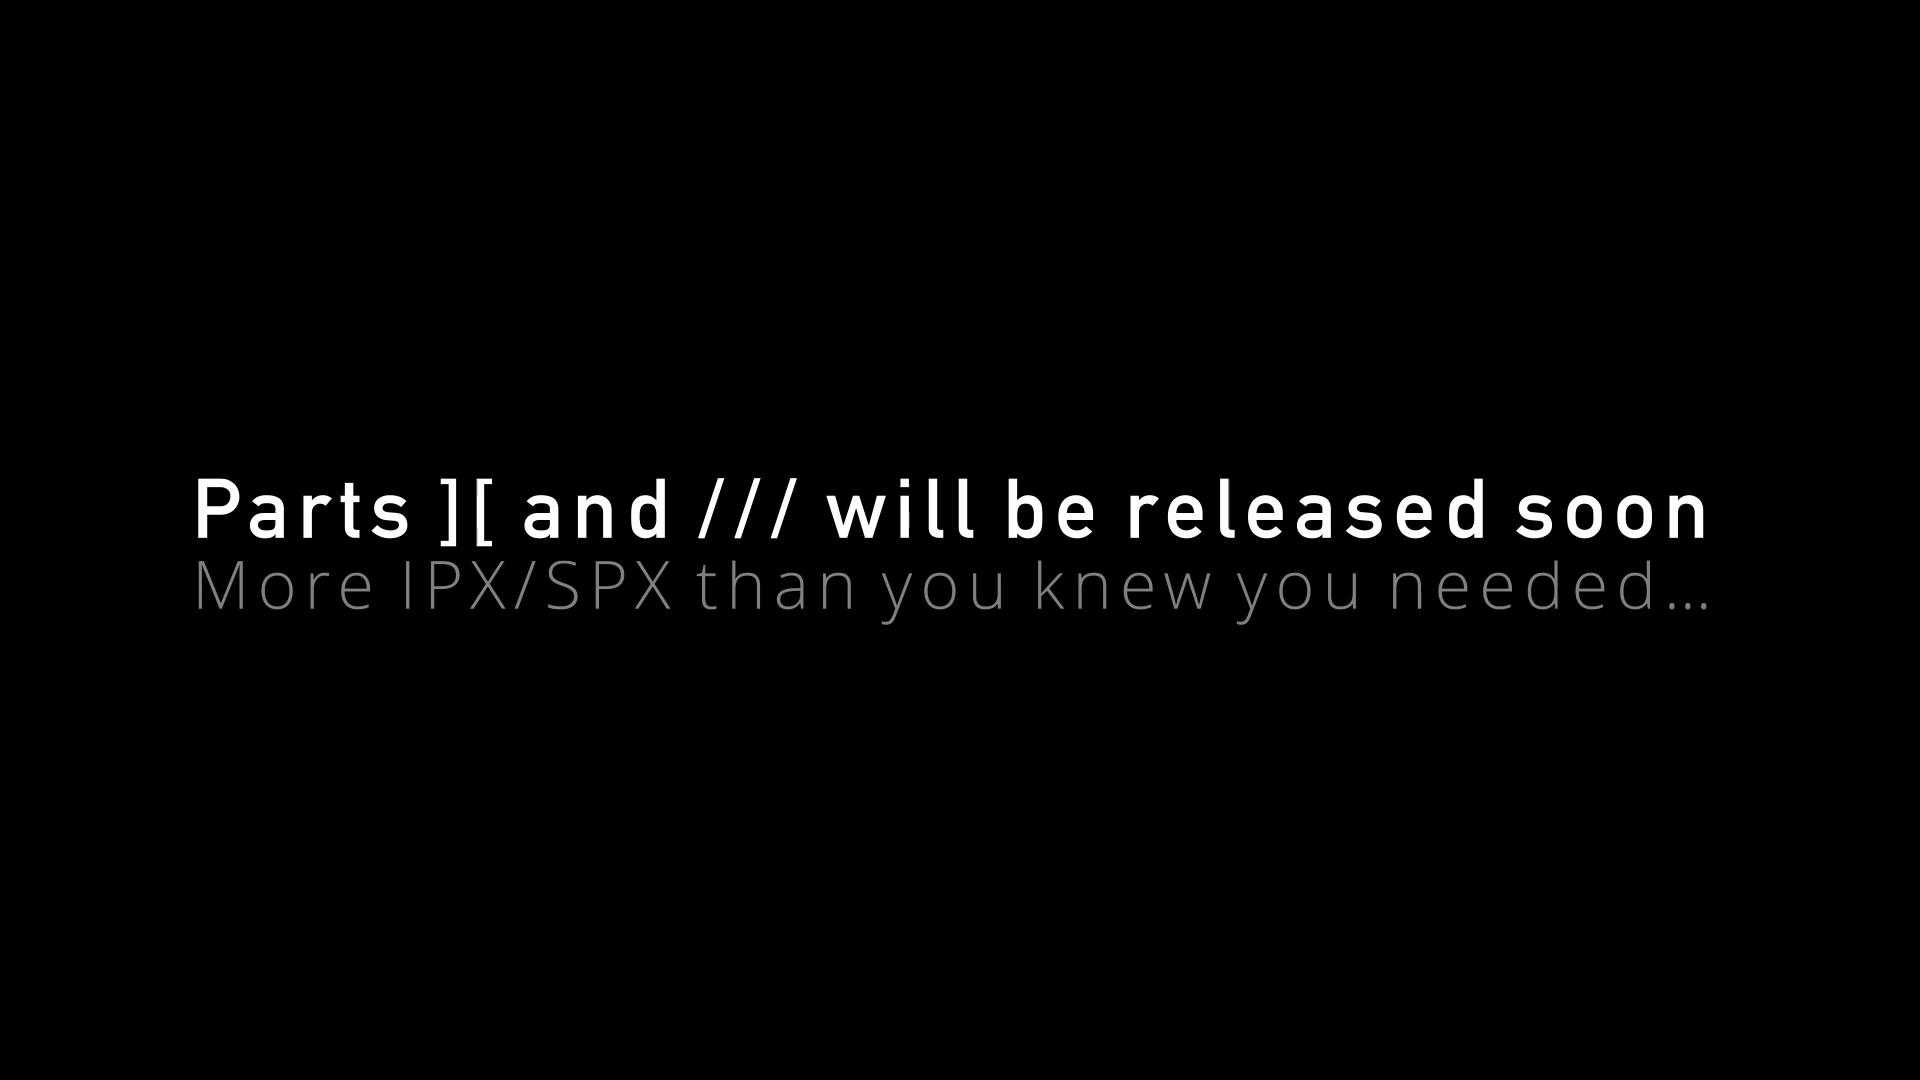 Parts ][ and /// will be released soon
More IPX/SPX than you knew you needed…